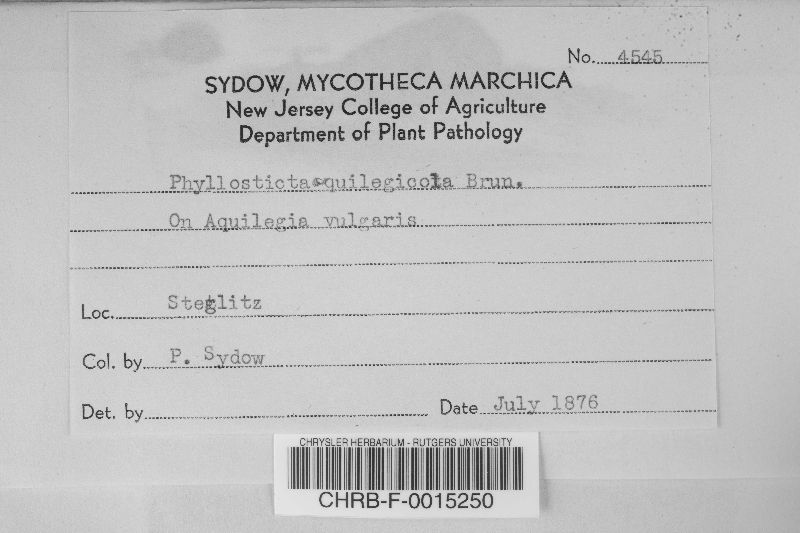 No. 4545
SYDOW, MYCOTHECA MARCHICA
New Jersey College of Agriculture
Department of Plant Pathology
Phyllosticta aquilegicola Brun.
On Aquilegia vulgaris
Loc. Steglitz
Col. by P. Sydow
Det. by Date July 1876
CHRYSLER HERBARIUM - RUTGERS UNIVERSITY
CHRB-F-0015250